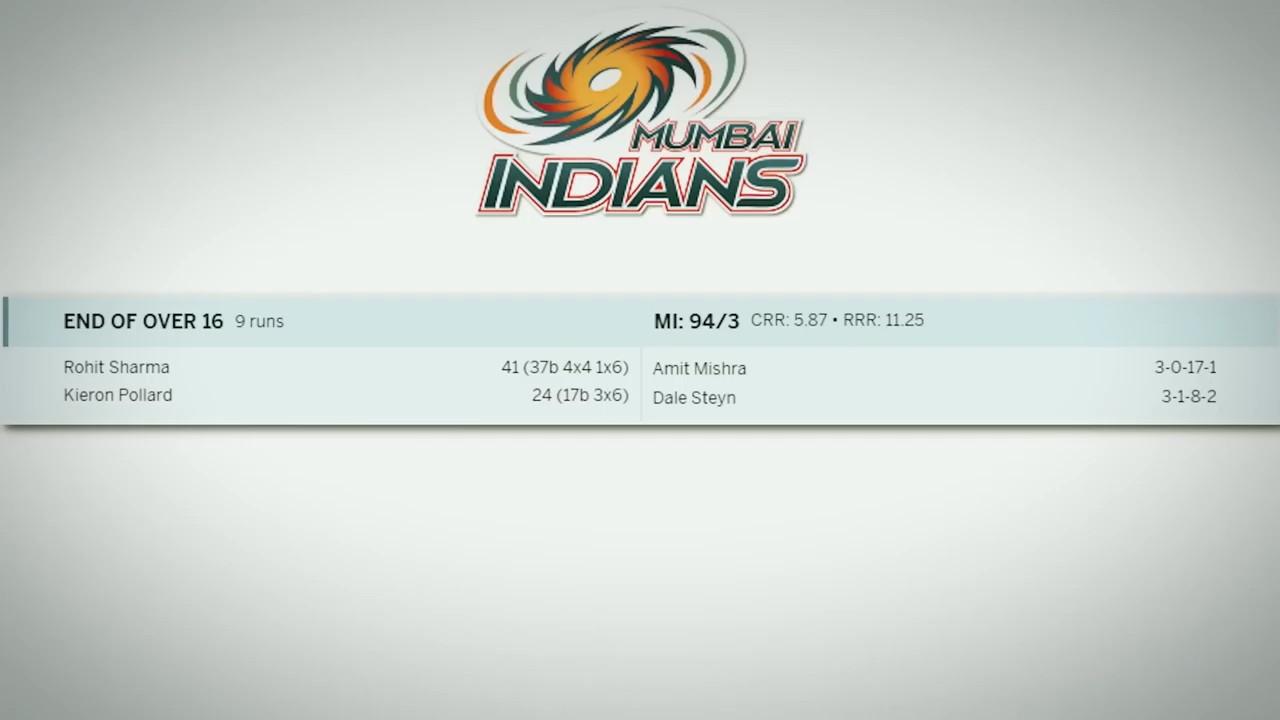 MUMBAI
INDIANS
END OF OVER 16 9 runs
MI: 94/3 CRR: 5.87 • RRR: 11.25
Rohit Sharma 41 (37b 4x4 1x6)
Kieron Pollard 24 (17b 3x6)
Amit Mishra 3-0-17-1
Dale Steyn 3-1-8-2